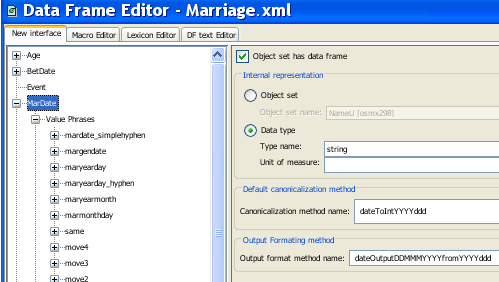 Data Frame Editor - Marriage.xml
New interface Macro Editor Lexicon Editor DF text Editor
Age
BetDate
Event
MarDate
Value Phrases
mardate_simplehyphen
margendate
maryearday
maryearday_hyphen
maryearmonth
marmonthday
same
move4
move3
move2
Object set has data frame
Internal representation
Object set
Object set name: NameU [osmx298]
Data type
Type name: string
Unit of measure:
Default canonicalization method
Canonicalization method name: dateToIntYYYYddd
Output Formating method
Output format method name: dateOutputDDMMMYYYYfromYYYYddd